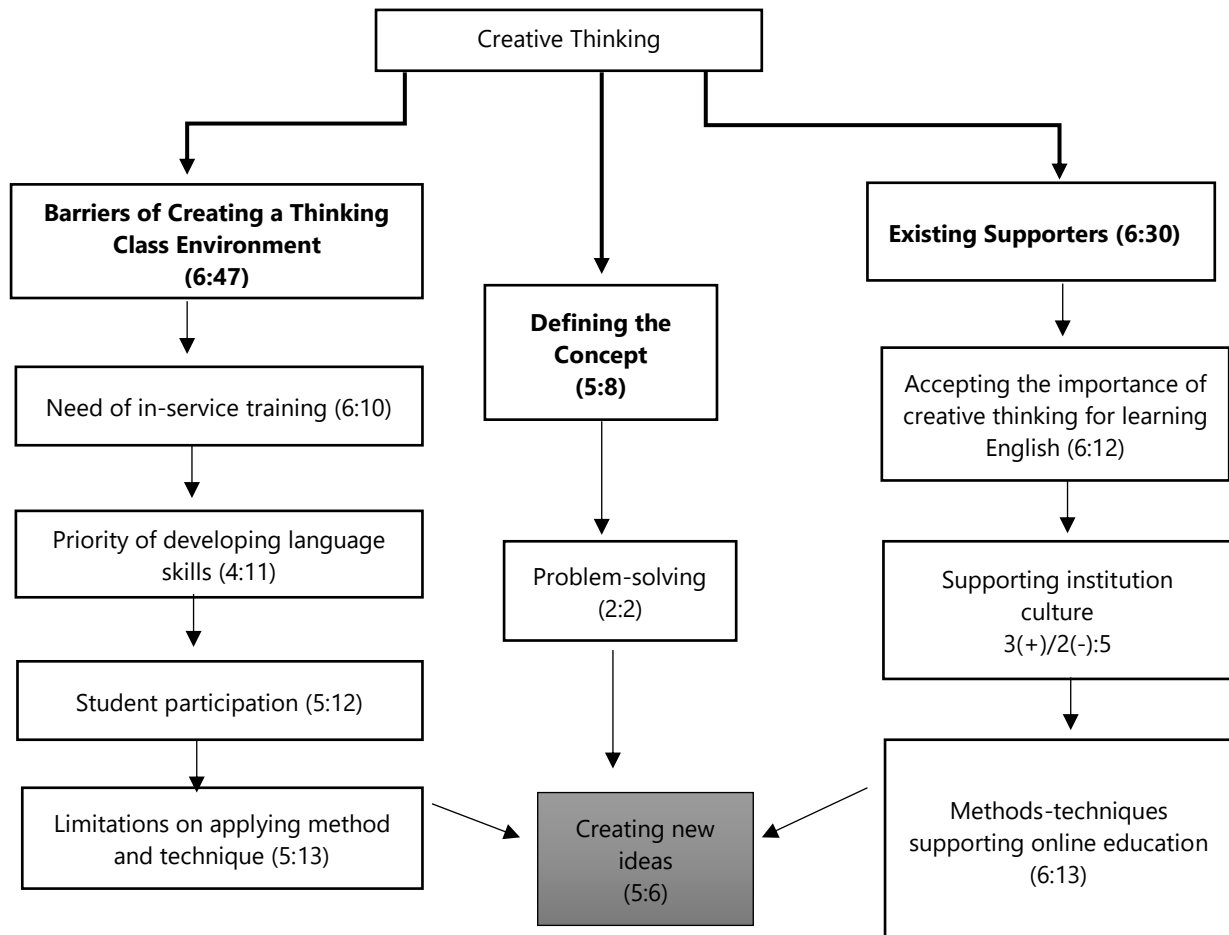 Creative Thinking
Barriers of Creating a Thinking
Class Environment
(6:47)
Need of in-service training (6:10)
Priority of developing language
skills (4:11)
Student participation (5:12)
Limitations on applying method
and technique (5:13)
Defining the
Concept
(5:8)
Problem-solving
(2:2)
Creating new
ideas
(5:6)
Existing Supporters (6:30)
Accepting the importance of
creative thinking for learning
English (6:12)
Supporting institution
culture
3(+)/2(-):5
Methods-techniques
supporting online education
(6:13)